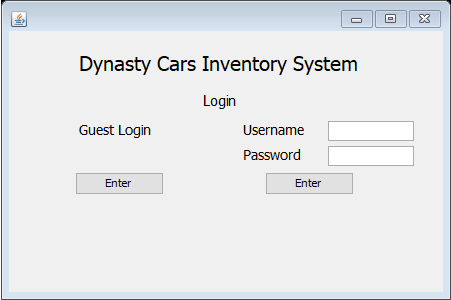 Dynasty Cars Inventory System
Login
Guest Login
Username
Password
Enter
Enter